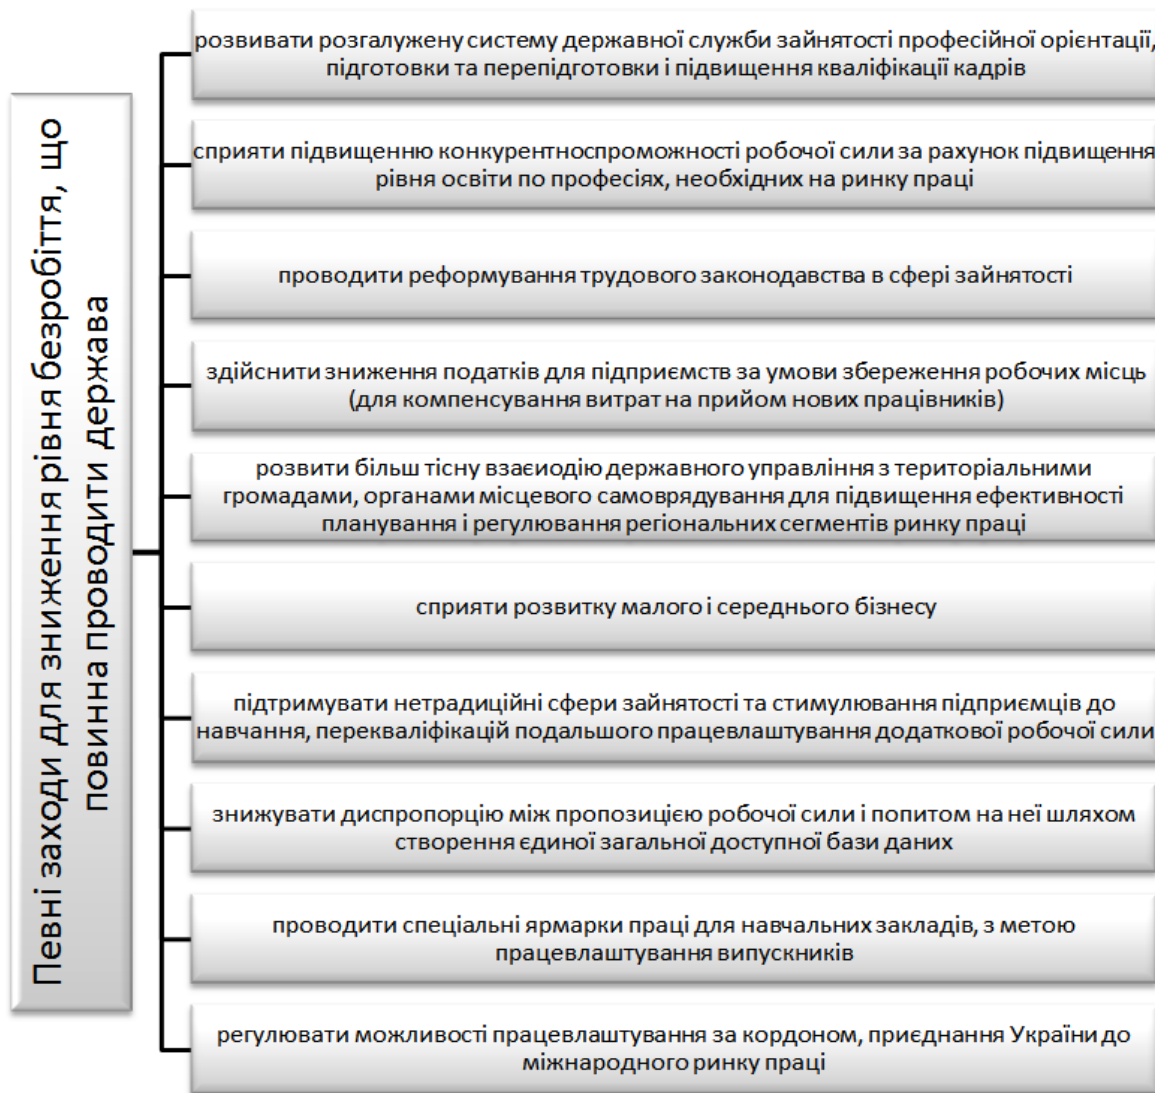 Певні заходи для зниження рівня безробіття, що
повинна проводити держава
розвивати розгалужену систему державної служби зайнятості професійної орієнтації,
підготовки та перепідготовки і підвищення кваліфікації кадрів
сприяти підвищенню конкурентноспроможності робочої сили за рахунок підвищення
рівня освіти по професіях, необхідних на ринку праці
проводити реформування трудового законодавства в сфері зайнятості
здійснити зниження податків для підприємств за умови збереження робочих місць
(для компенсування витрат на прийом нових працівників)
розвити більш тісну взаєиодію державного управління з територіальними
громадами, органами місцевого самоврядування для підвищення ефективності
планування і регулювання регіональних сегментів ринку праці
сприяти розвитку малого і середнього бізнесу
підтримувати нетрадиційні сфери зайнятості та стимулювання підприємців до
навчання, перекваліфікацій подальшого працевлаштування додаткової робочої сили
знижувати диспропорцію між пропозицією робочої сили і попитом на неї шляхом
створення єдиної загальної доступної бази даних
проводити спеціальні ярмарки праці для навчальних закладів, з метою
працевлаштування випускників
регулювати можливості працевлаштування за кордоном, приєднання України до
міжнародного ринку праці